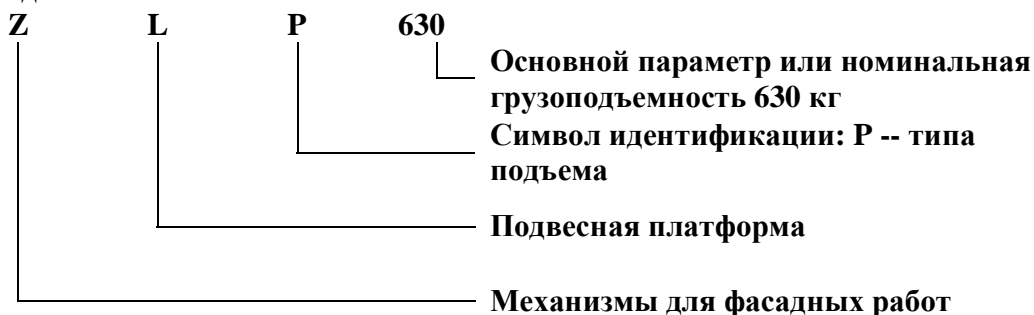 Z L P 630
Основной параметр или номинальная
грузоподъемность 630 кг
Символ идентификации: P -- типа
подъема
Подвесная платформа
Механизмы для фасадных работ